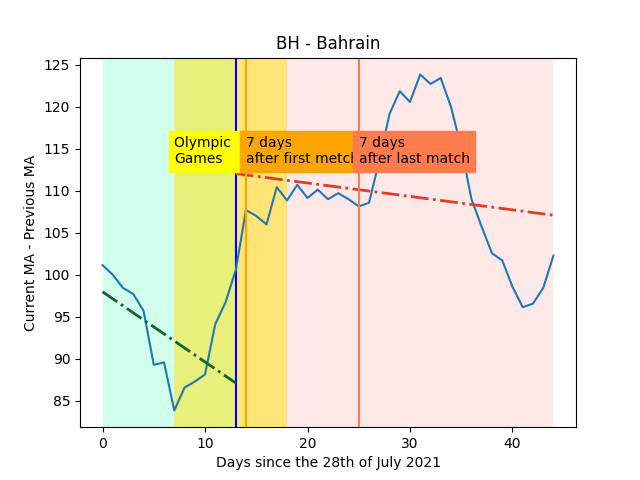 BH - Bahrain
125
120
115
110
105
100
95
90
85
Current MA - Previous MA
Olympic
Games
7 days
after first match
7 days
after last match
0
10
20
30
40
Days since the 28th of July 2021